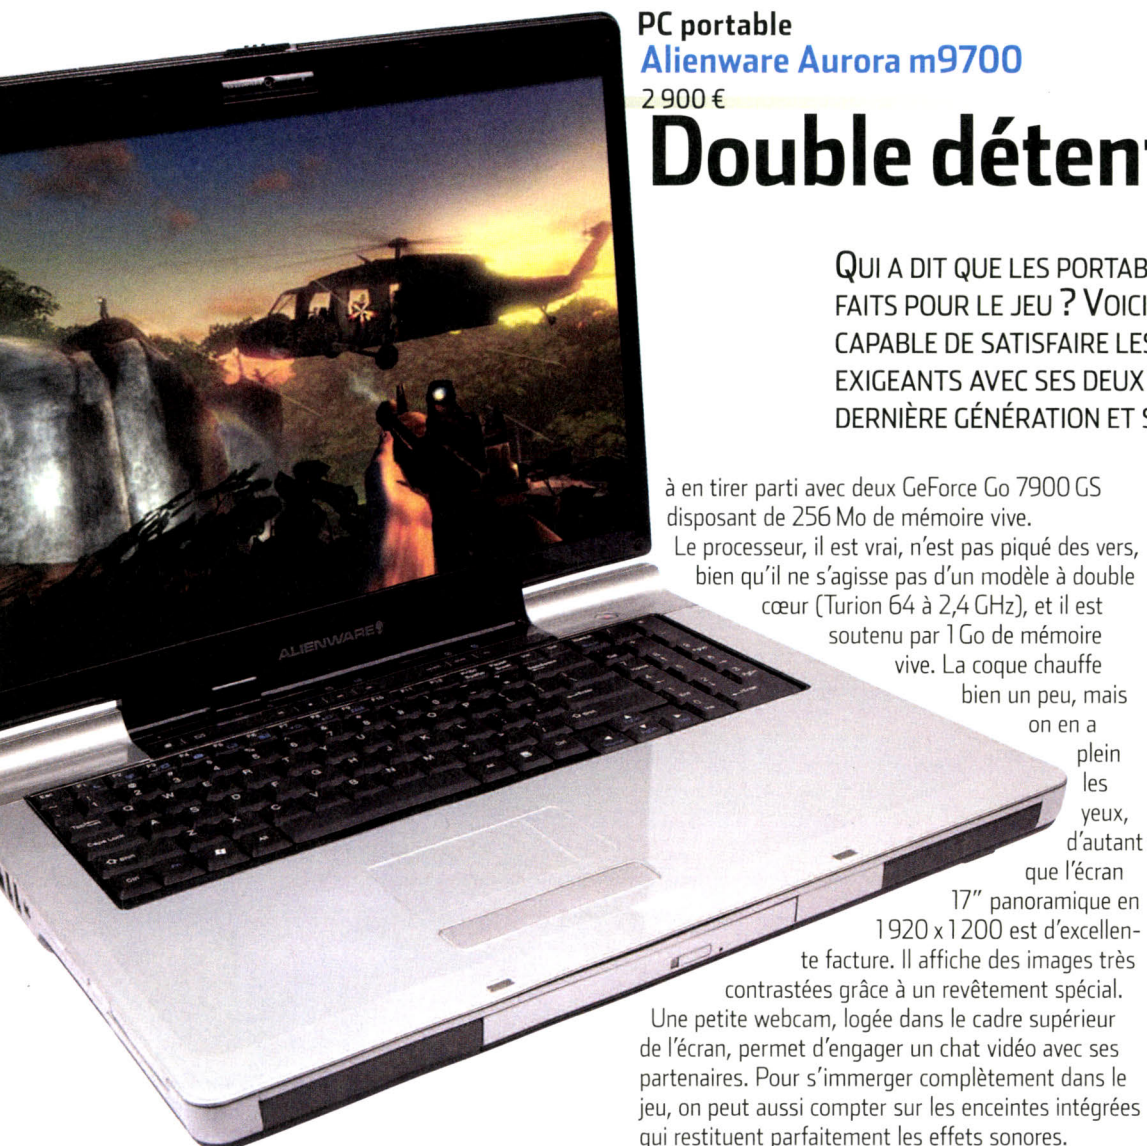 PC portable
Alienware Aurora m9700
2 900 €
Double déten
QUI A DIT QUE LES PORTAB
FAITS POUR LE JEU ? VOICI
CAPABLE DE SATISFAIRE LES
EXIGEANTS AVEC SES DEUX
DERNIÈRE GÉNÉRATION ET S
à en tirer parti avec deux GeForce Go 7900 GS
disposant de 256 Mo de mémoire vive.
Le processeur, il est vrai, n'est pas piqué des vers,
bien qu'il ne s'agisse pas d'un modèle à double
cœur (Turion 64 à 2,4 GHz), et il est
soutenu par 1 Go de mémoire
vive. La coque chauffe
bien un peu, mais
on en a
plein
les
yeux,
d'autant
que l'écran
17" panoramique en
1 920 x 1 200 est d'excellen-
te facture. Il affiche des images très
contrastées grâce à un revêtement spécial.
Une petite webcam, logée dans le cadre supérieur
de l'écran, permet d'engager un chat vidéo avec ses
partenaires. Pour s'immerger complètement dans le
jeu, on peut aussi compter sur les enceintes intégrées
qui restituent parfaitement les effets sonores.
ALIENWARE